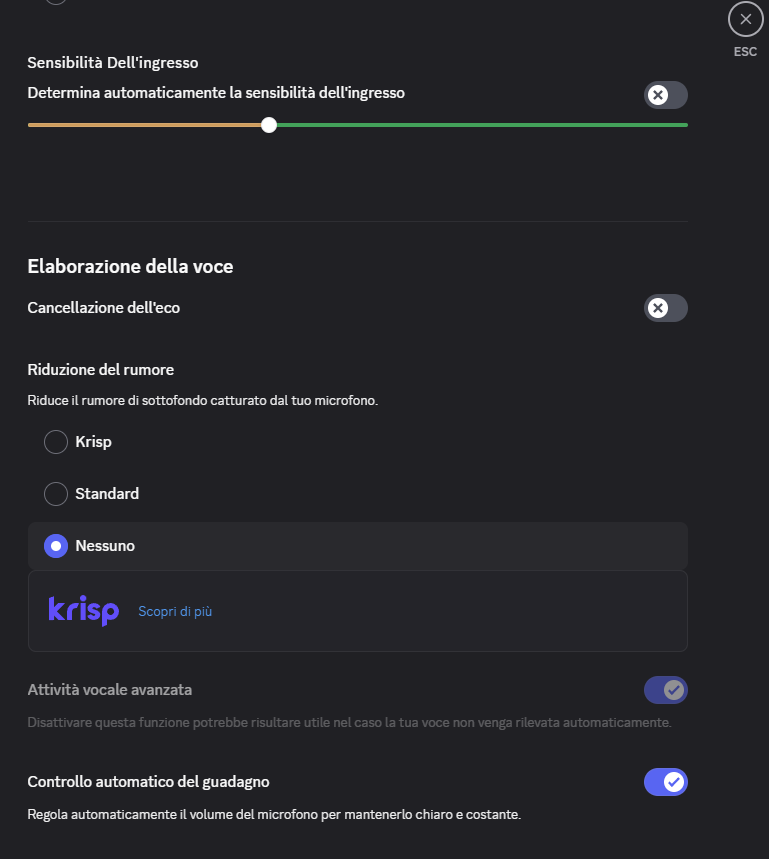 ESC
Sensibilità Dell'ingresso
Determina automaticamente la sensibilità dell'ingresso
Elaborazione della voce
Cancellazione dell'eco
Riduzione del rumore
Riduce il rumore di sottofondo catturato dal tuo microfono.
Krisp
Standard
Nessuno
krisp Scopri di più
Attività vocale avanzata
Disattivare questa funzione potrebbe risultare utile nel caso la tua voce non venga rilevata automaticamente.
Controllo automatico del guadagno
Regola automaticamente il volume del microfono per mantenerlo chiaro e costante.